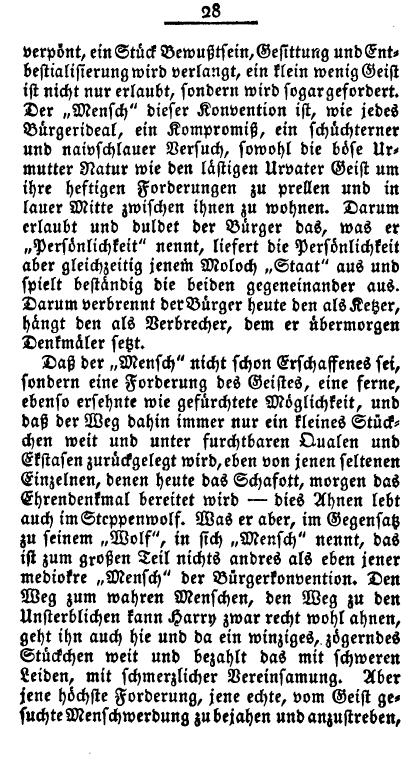 28
verpönt, ein Stück Bewußtsein, Gesittung und Ent-
bestialisierung wird verlangt, ein klein wenig Geist
ist nicht nur erlaubt, sondern wird sogar gefordert.
Der „Mensch“ dieser Konvention ist, wie jedes
Bürgerideal, ein Kompromiß, ein schüchterner
und naivschlauer Versuch, sowohl die böse Ur-
mutter Natur wie den lästigen Urvater Geist um
ihre heftigen Forderungen zu prellen und in
lauer Mitte zwischen ihnen zu wohnen. Darum
erlaubt und duldet der Bürger das, was er
„Persönlichkeit“ nennt, liefert die Persönlichkeit
aber gleichzeitig jenem Moloch „Staat“ aus und
spielt beständig die beiden gegeneinander aus.
Darum verbrennt der Bürger heute den als Ketzer,
hängt den als Verbrecher, dem er übermorgen
Denkmäler setzt.
Daß der „Mensch“ nicht schon Erschaffenes sei,
sondern eine Forderung des Geistes, eine ferne,
ebenso ersehnte wie gefürchtete Möglichkeit, und
daß der Weg dahin immer nur ein kleines Stück-
chen weit und unter furchtbaren Qualen und
Ekstasen zurückgelegt wird, eben von jenen seltenen
Einzelnen, denen heute das Schafott, morgen das
Ehrendenkmal bereitet wird — dies Ahnen lebt
auch im Steppenwolf. Was er aber, im Gegensatz
zu seinem „Wolf“, in sich „Mensch“ nennt, das
ist zum großen Teil nichts andres als eben jener
mediokre „Mensch“ der Bürgerkonvention. Den
Weg zum wahren Menschen, den Weg zu den
Unsterblichen kann Harry zwar recht wohl ahnen,
geht ihn auch hie und da ein winziges, zögerndes
Stückchen weit und bezahlt das mit schweren
Leiden, mit schmerzlicher Vereinsamung. Aber
jene höchste Forderung, jene echte, vom Geist ge-
suchte Menschwerdung zu bejahen und anzustreben,